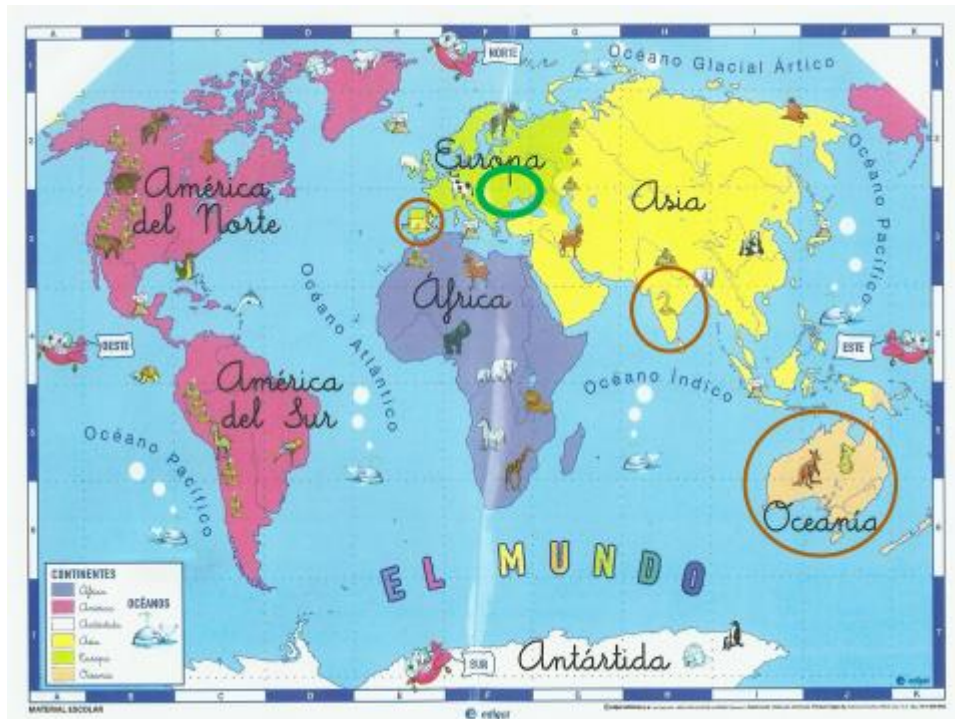 A B C D E F G H I J K
NORTE
Océano Glacial Ártico
Europa
América
del Norte
Asia
Océano Pacífico
África
Océano Atlántico
OESTE
ESTE
América
del Sur
Océano Índico
Océano Pacífico
Oceanía
EL MUNDO
CONTINENTES
África
América
Antártida
Asia
Europa
Oceanía
OCÉANOS
SUR
Antártida
edigol
A B C D E F G H I J K
MATERIAL ESCOLAR
edigol